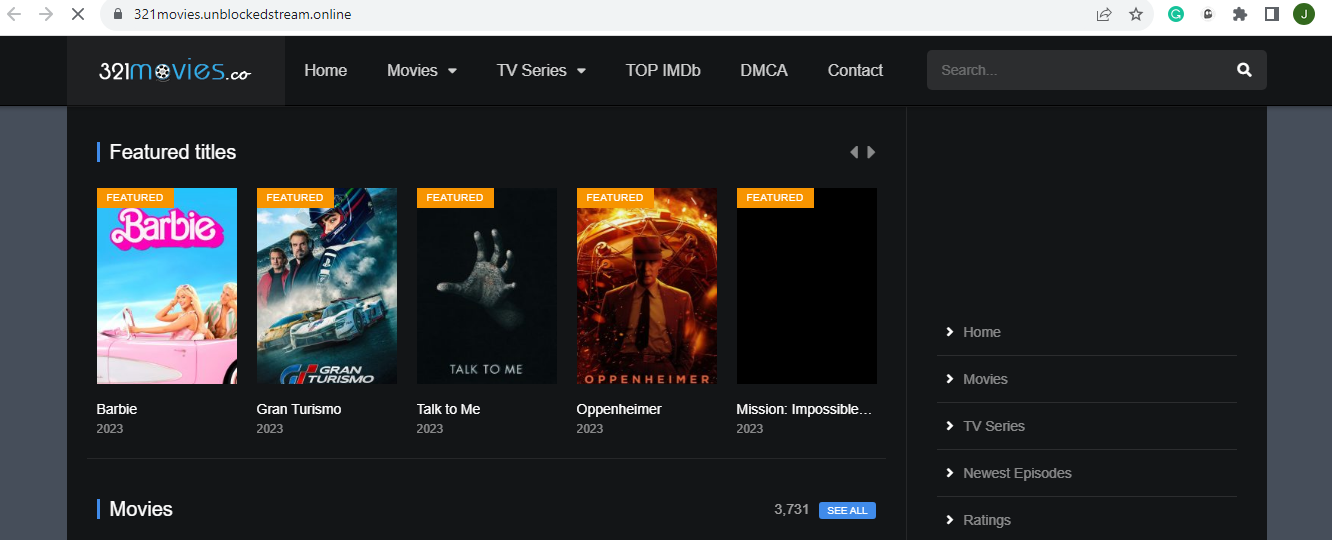 321movies.unblockedstream.online
J
321movies.co
Home Movies TV Series TOP IMDb DMCA Contact Search...
Featured titles
FEATURED FEATURED FEATURED FEATURED FEATURED
Barbie
GRAN TURISMO
TALK TO ME
OPPENHEIMER
Barbie Gran Turismo Talk to Me Oppenheimer Mission: Impossible...
2023 2023 2023 2023 2023
Movies 3,731 SEE ALL
Home
Movies
TV Series
Newest Episodes
Ratings